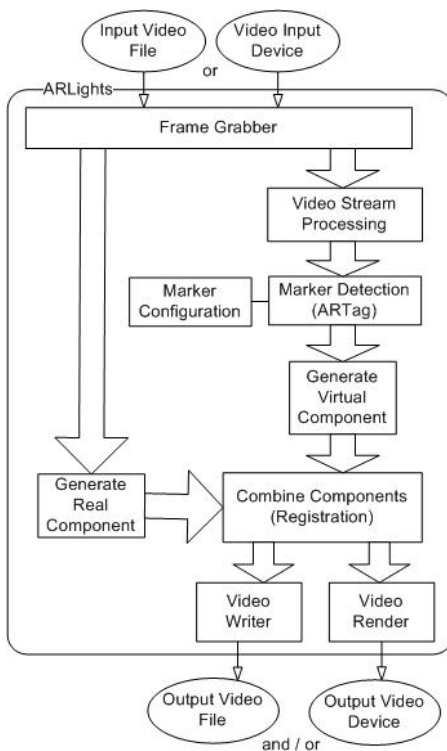 Input Video
File
Video Input
Device
or
ARLights
Frame Grabber
Video Stream
Processing
Marker
Configuration
Marker Detection
(ARTag)
Generate
Virtual
Component
Generate
Real
Component
Combine Components
(Registration)
Video
Writer
Video
Render
Output Video
File
Output Video
Device
and / or